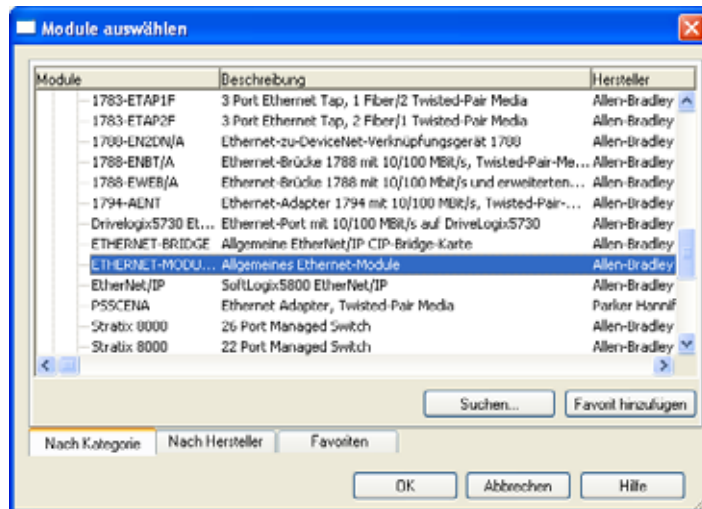 Module auswählen
Module Beschreibung Hersteller
1783-ETAP1F 3 Port Ethernet Tap, 1 Fiber/2 Twisted-Pair Media Allen-Bradley
1783-ETAP2F 3 Port Ethernet Tap, 2 Fiber/1 Twisted-Pair Media Allen-Bradley
1788-EN2DN/A Ethernet-zu-DeviceNet-Verknüpfungsgerät 1788 Allen-Bradley
1788-ENBT/A Ethernet-Brücke 1788 mit 10/100 MBit/s, Twisted-Pair-Me... Allen-Bradley
1788-EWEB/A Ethernet-Brücke 1788 mit 10/100 Mbit/s und erweiterten... Allen-Bradley
1794-AENT Ethernet-Adapter 1794 mit 10/100 MBit/s, Twisted-Pair-... Allen-Bradley
Drivelogix5730 Et... Ethernet-Port mit 10/100 MBit/s auf DriveLogix5730 Allen-Bradley
ETHERNET-BRIDGE Allgemeine EtherNet/IP CIP-Bridge-Karte Allen-Bradley
ETHERNET-MODU... Allgemeines Ethernet-Module Allen-Bradley
EtherNet/IP SoftLogix5800 EtherNet/IP Allen-Bradley
PSSCENA Ethernet Adapter, Twisted-Pair Media Parker Hannif
Stratix 8000 26 Port Managed Switch Allen-Bradley
Stratix 8000 22 Port Managed Switch Allen-Bradley
Suchen... Favorit hinzufügen
Nach Kategorie Nach Hersteller Favoriten
OK Abbrechen Hilfe